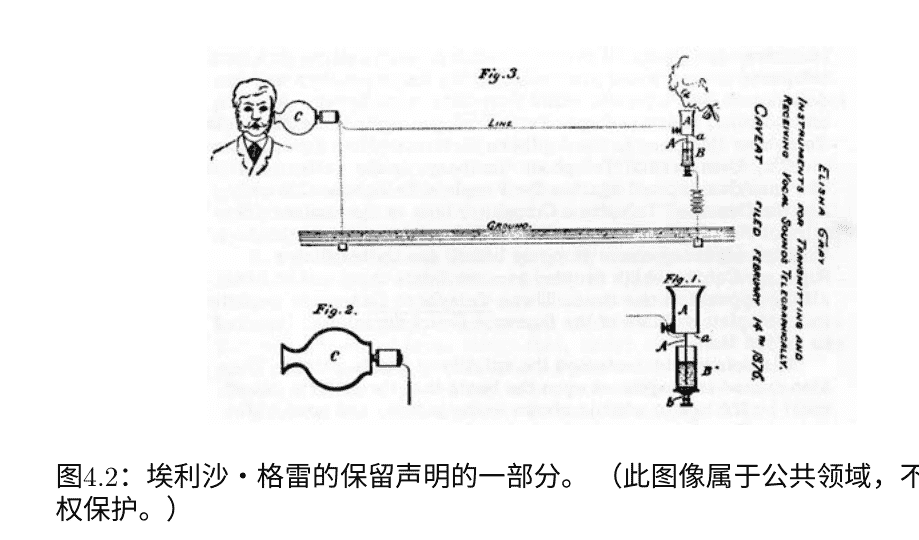 Fig.3.
C
LINE
A
a
A
B
GROUND.
ELISHA GARY
INSTRUMENTS FOR TRANSMITTING AND
RECEIVING VOCAL SOUNDS TELEGRAPHICALLY.
CAVEAT FILED FEBRUARY 14TH 1876.
Fig.1.
A
a
A
B
b
Fig.2.
C
图4.2：埃利沙·格雷的保留声明的一部分。（此图像属于公共领域，不
权保护。）